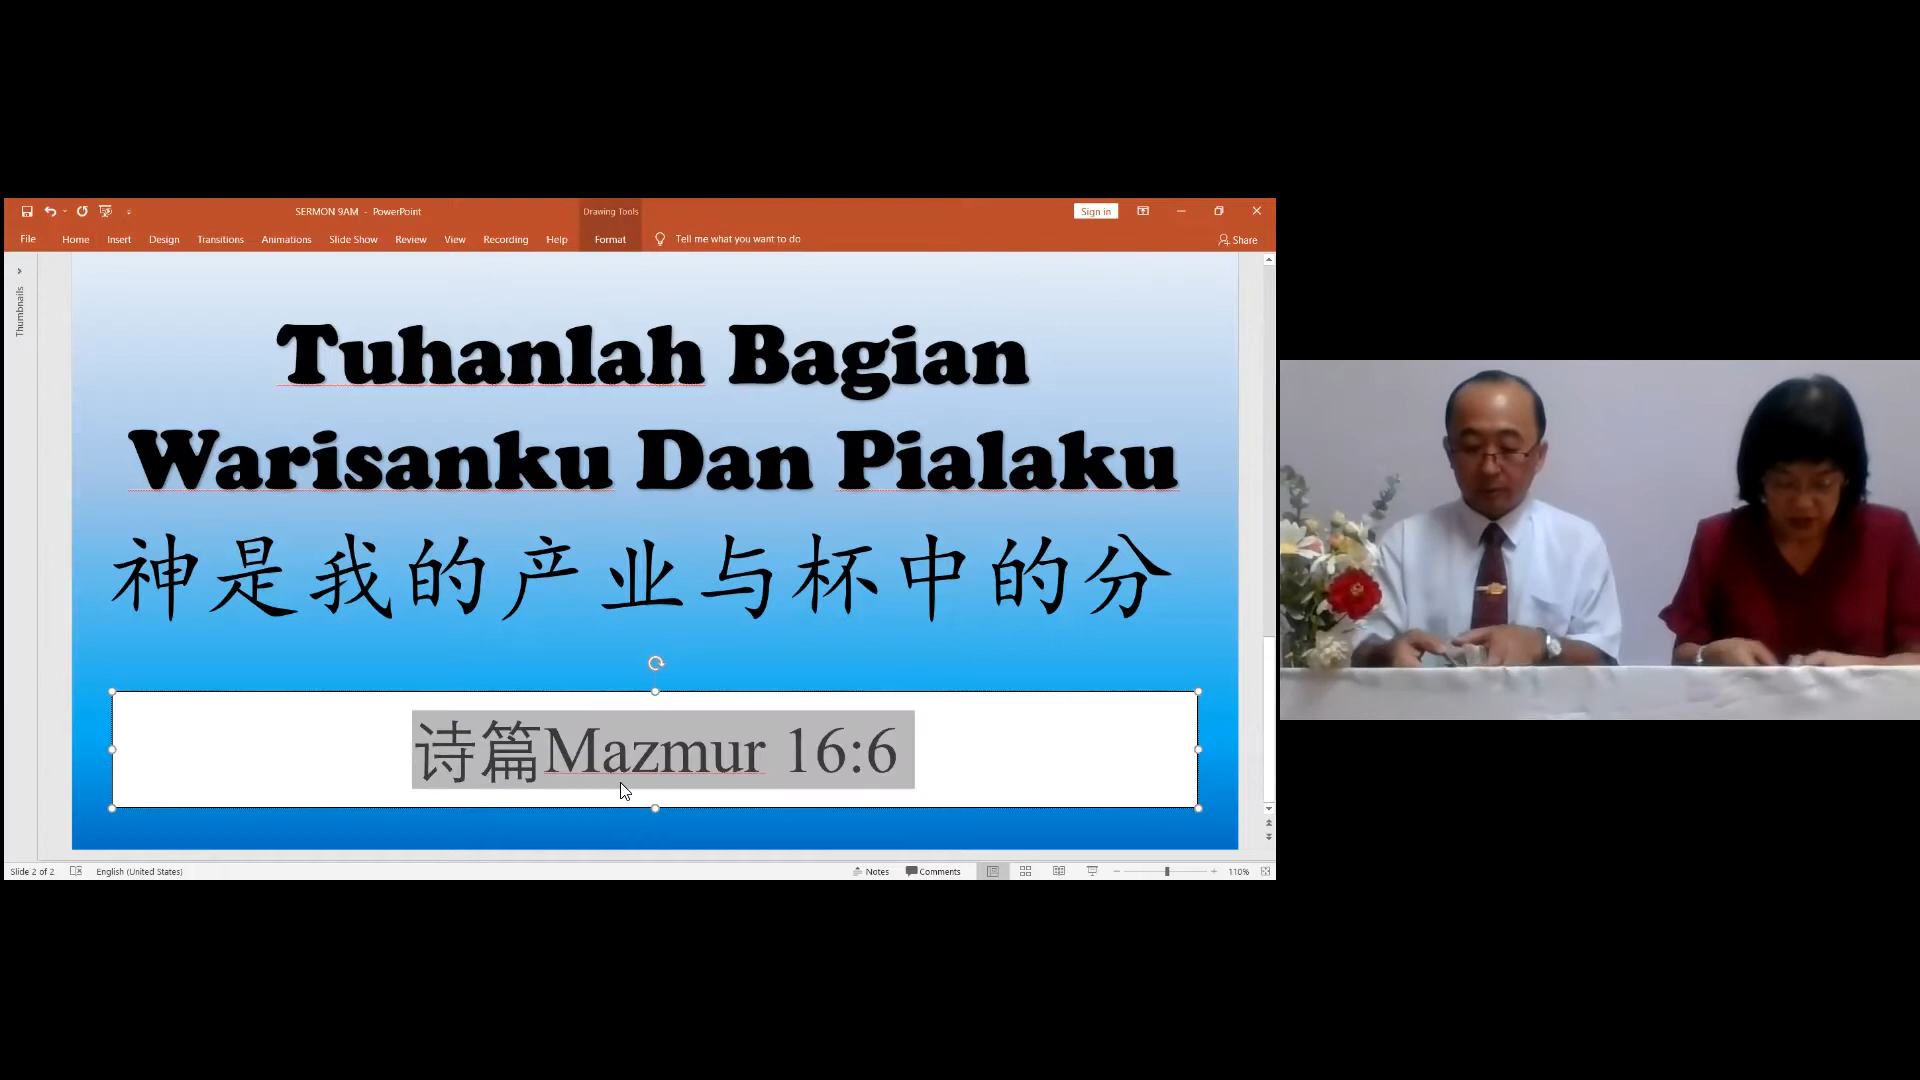 SERMON 9AM - PowerPoint
Drawing Tools
Sign in
File Home Insert Design Transitions Animations Slide Show Review View Recording Help Format Tell me what you want to do Share
Thumbnails
Tuhanlah Bagian
Warisanku Dan Pialaku
神是我的产业与杯中的分
诗篇Mazmur 16:6
Slide 2 of 2 English (United States) Notes Comments 110%